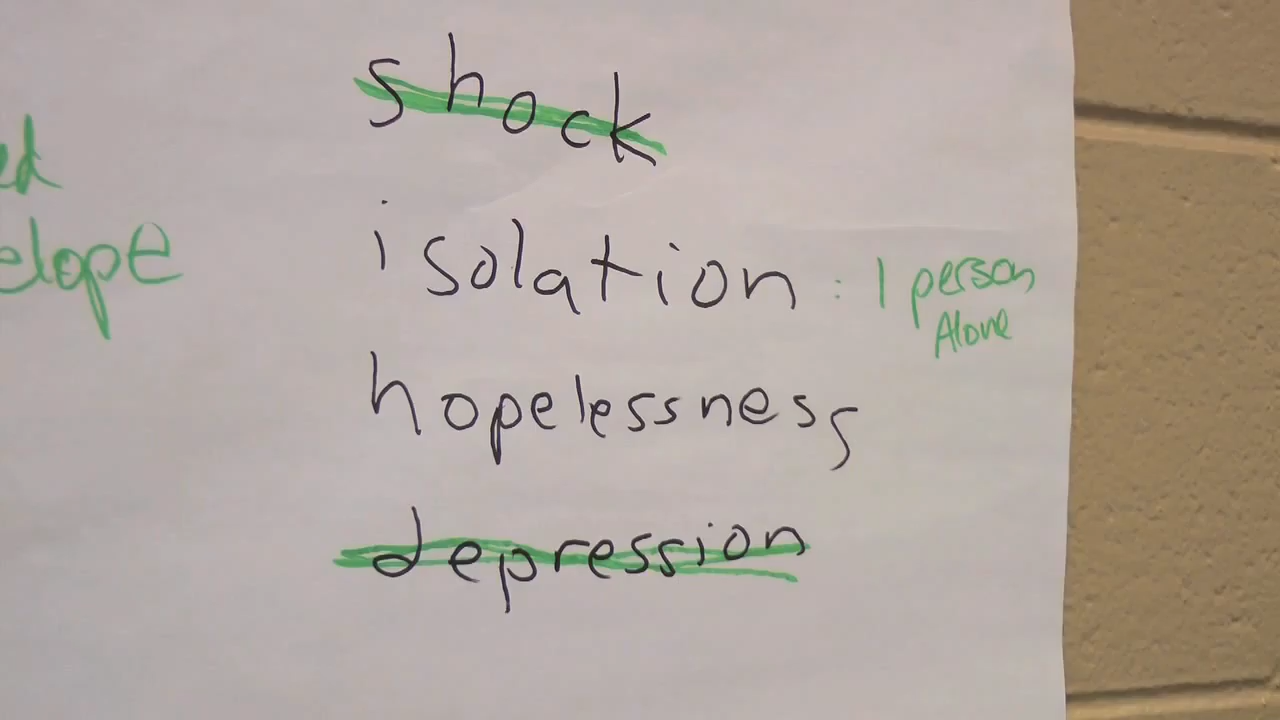 shock
isolation : 1 person
Alone
hopelessness
depression